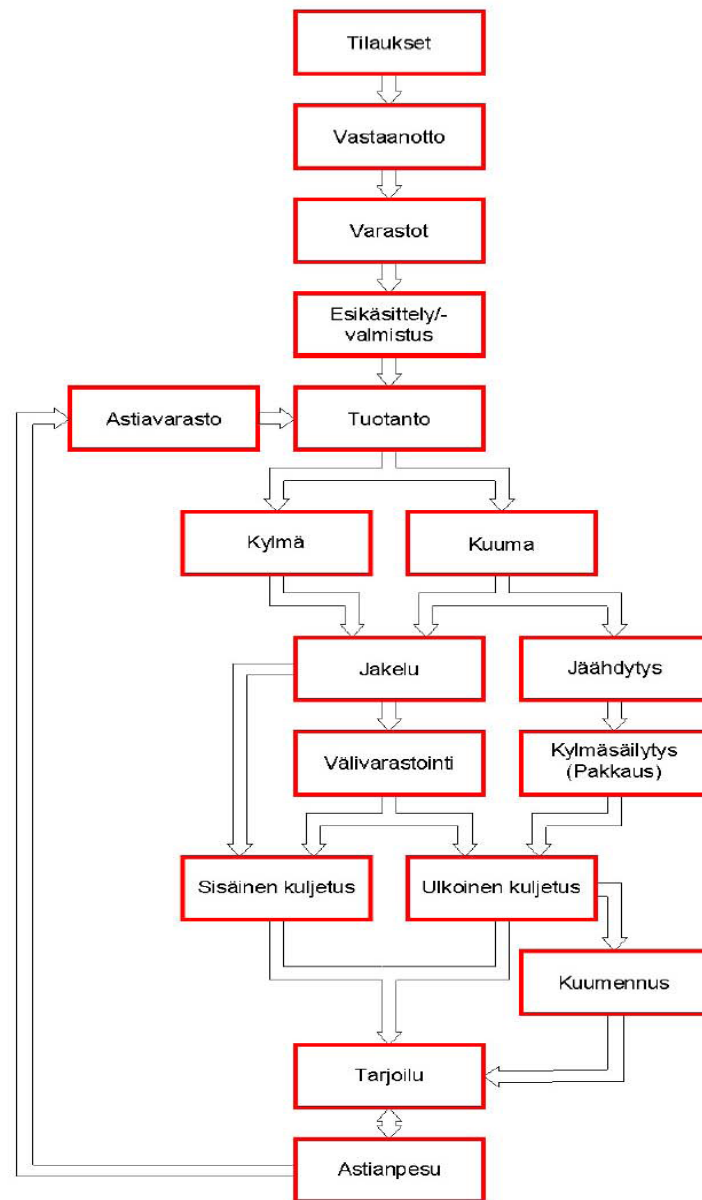 Tilaukset
Vastaanotto
Varastot
Esikäsittely/-
valmistus
Astiavarasto
Tuotanto
Kylmä
Kuuma
Jakelu
Jäähdytys
Välivarastointi
Kylmäsäilytys
(Pakkaus)
Sisäinen kuljetus
Ulkoinen kuljetus
Kuumennus
Tarjoilu
Astianpesu